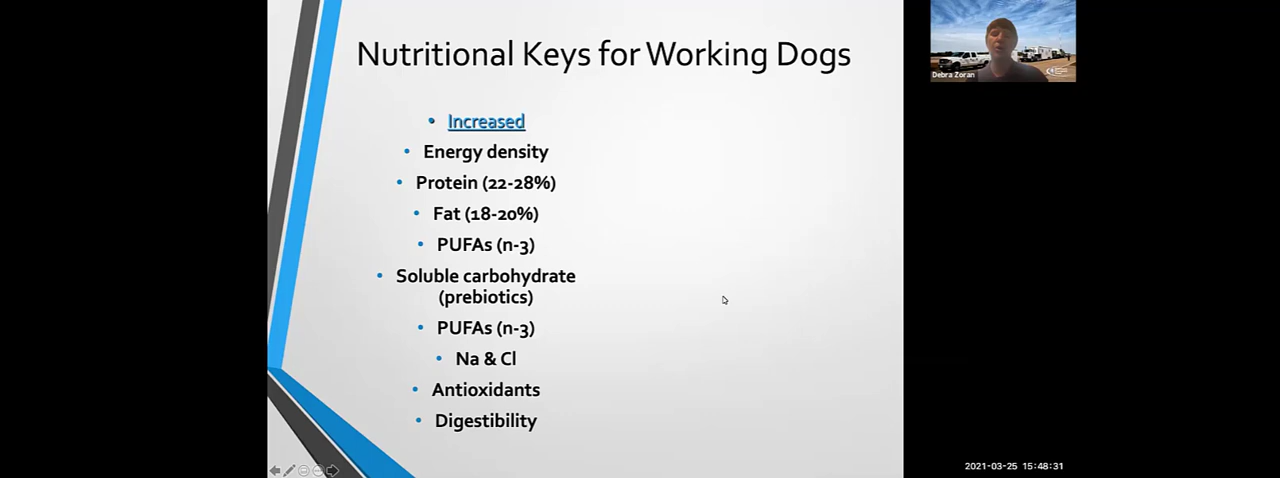 Nutritional Keys for Working Dogs
• Increased
• Energy density
• Protein (22-28%)
• Fat (18-20%)
• PUFAs (n-3)
• Soluble carbohydrate
(prebiotics)
• PUFAs (n-3)
• Na & Cl
• Antioxidants
• Digestibility
Debra Zoran
2021-03-25 15:48:31